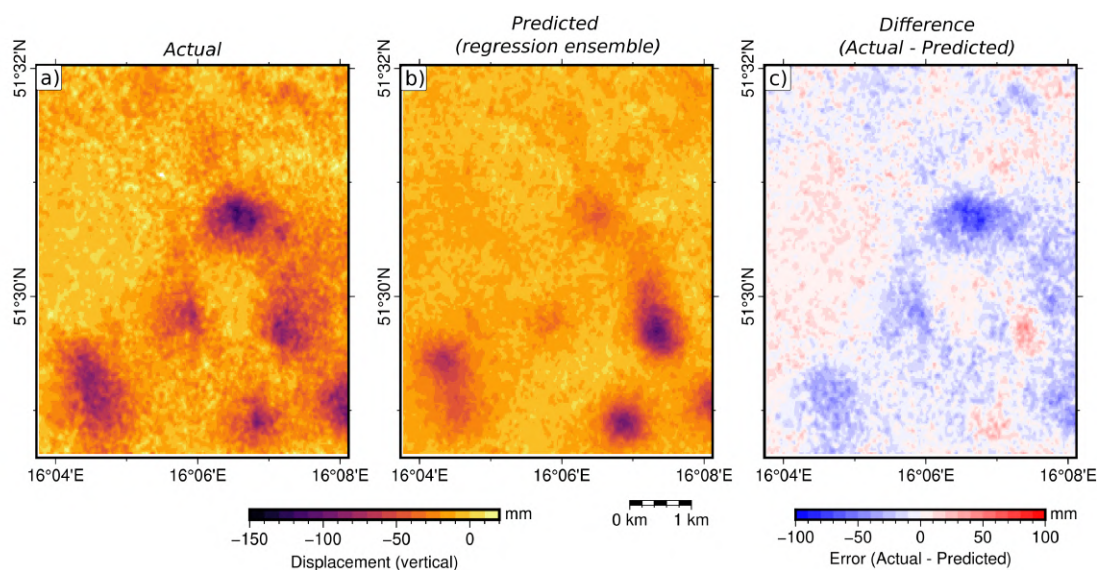 Actual
Predicted
(regression ensemble)
Difference
(Actual - Predicted)
a)
b)
c)
51°32'N
51°30'N
51°32'N
51°30'N
51°32'N
51°30'N
16°04'E
16°06'E
16°08'E
16°04'E
16°06'E
16°08'E
16°04'E
16°06'E
16°08'E
mm
−150
−100
−50
0
Displacement (vertical)
0 km
1 km
mm
−100
−50
0
50
100
Error (Actual - Predicted)